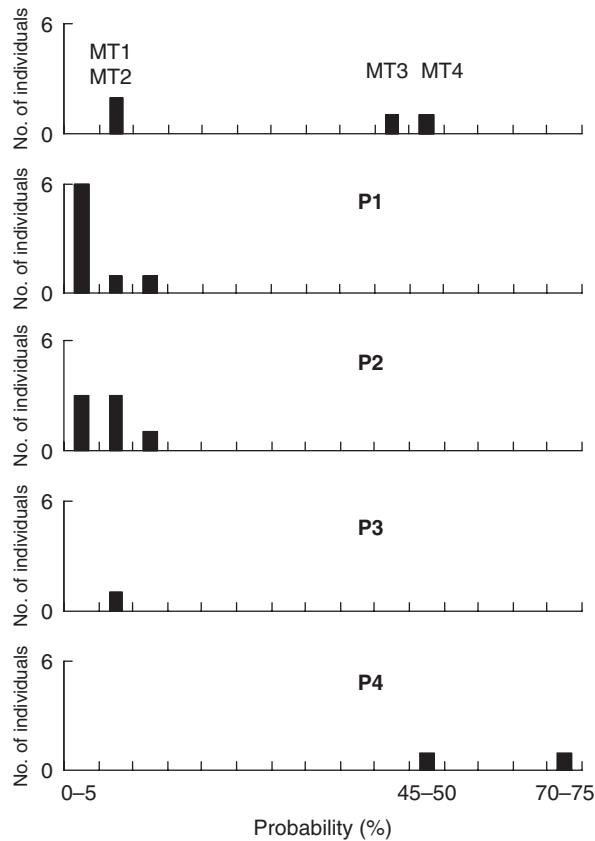 No. of individuals
6
0
MT1
MT2
MT3 MT4
No. of individuals
6
0
P1
No. of individuals
6
0
P2
No. of individuals
6
0
P3
No. of individuals
6
0
P4
0–5 45–50 70–75
Probability (%)